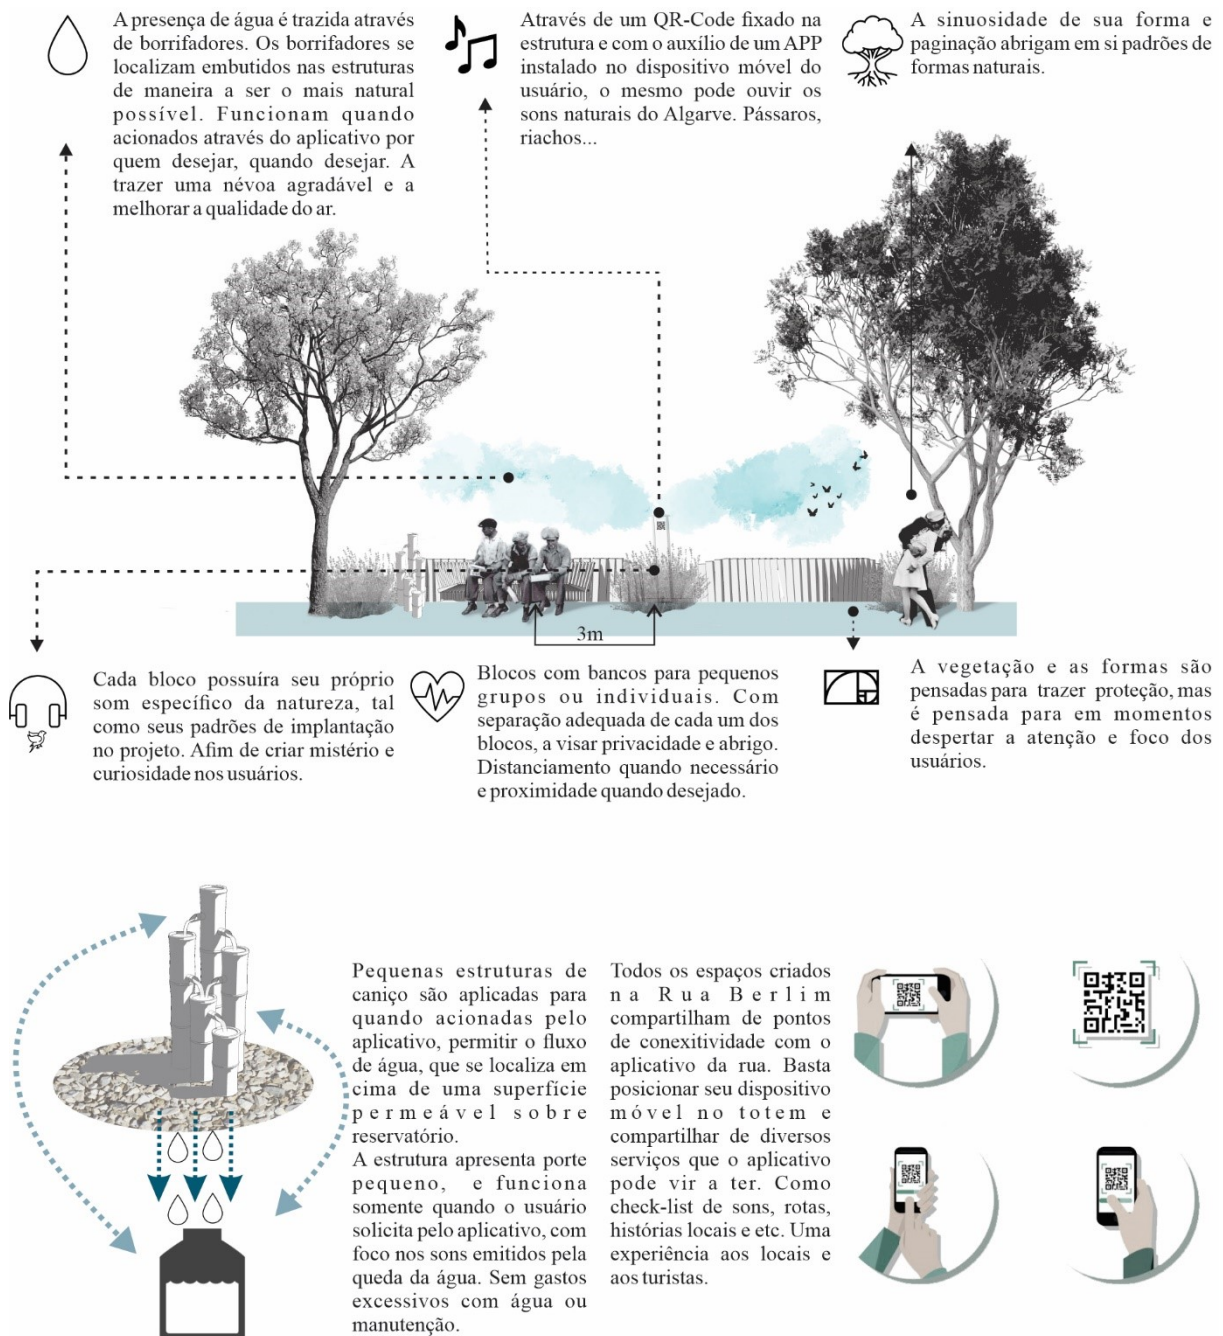 A presença de água é trazida através
de borrifadores. Os borrifadores se
localizam embutidos nas estruturas
de maneira a ser o mais natural
possível. Funcionam quando
acionados através do aplicativo por
quem desejar, quando desejar. A
trazer uma névoa agradável e a
melhorar a qualidade do ar.
Através de um QR-Code fixado na
estrutura e com o auxílio de um APP
instalado no dispositivo móvel do
usuário, o mesmo pode ouvir os
sons naturais do Algarve. Pássaros,
riachos...
A sinuosidade de sua forma e
paginação abrigam em si padrões de
formas naturais.
3m
Cada bloco possuíra seu próprio
som específico da natureza, tal
como seus padrões de implantação
no projeto. Afim de criar mistério e
curiosidade nos usuários.
Blocos com bancos para pequenos
grupos ou individuais. Com
separação adequada de cada um dos
blocos, a visar privacidade e abrigo.
Distanciamento quando necessário
e proximidade quando desejado.
A vegetação e as formas são
pensadas para trazer proteção, mas
é pensada para em momentos
despertar a atenção e foco dos
usuários.
Pequenas estruturas de
caniço são aplicadas para
quando acionadas pelo
aplicativo, permitir o fluxo
de água, que se localiza em
cima de uma superfície
permeável sobre
reservatório.
A estrutura apresenta porte
pequeno, e funciona
somente quando o usuário
solicita pelo aplicativo, com
foco nos sons emitidos pela
queda da água. Sem gastos
excessivos com água ou
manutenção.
Todos os espaços criados
na Rua Berlim
compartilham de pontos
de conexitividade com o
aplicativo da rua. Basta
posicionar seu dispositivo
móvel no totem e
compartilhar de diversos
serviços que o aplicativo
pode vir a ter. Como
check-list de sons, rotas,
histórias locais e etc. Uma
experiência aos locais e
aos turistas.